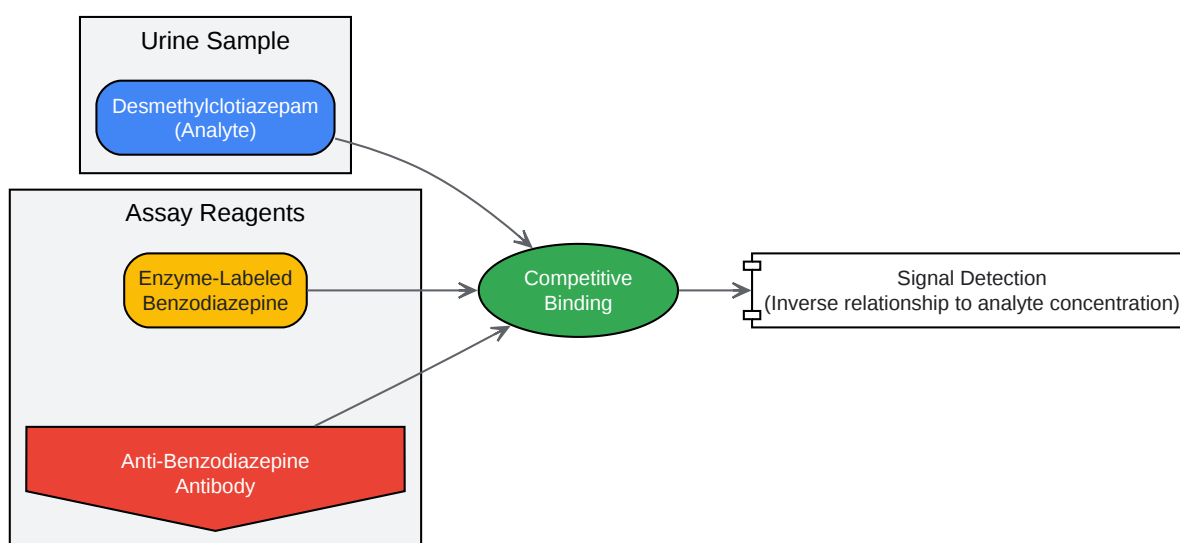 Urine Sample
Desmethylclotiazepam
(Analyte)
Assay Reagents
Enzyme-Labeled
Benzodiazepine
Anti-Benzodiazepine
Antibody
Competitive
Binding
Signal Detection
(Inverse relationship to analyte concentration)